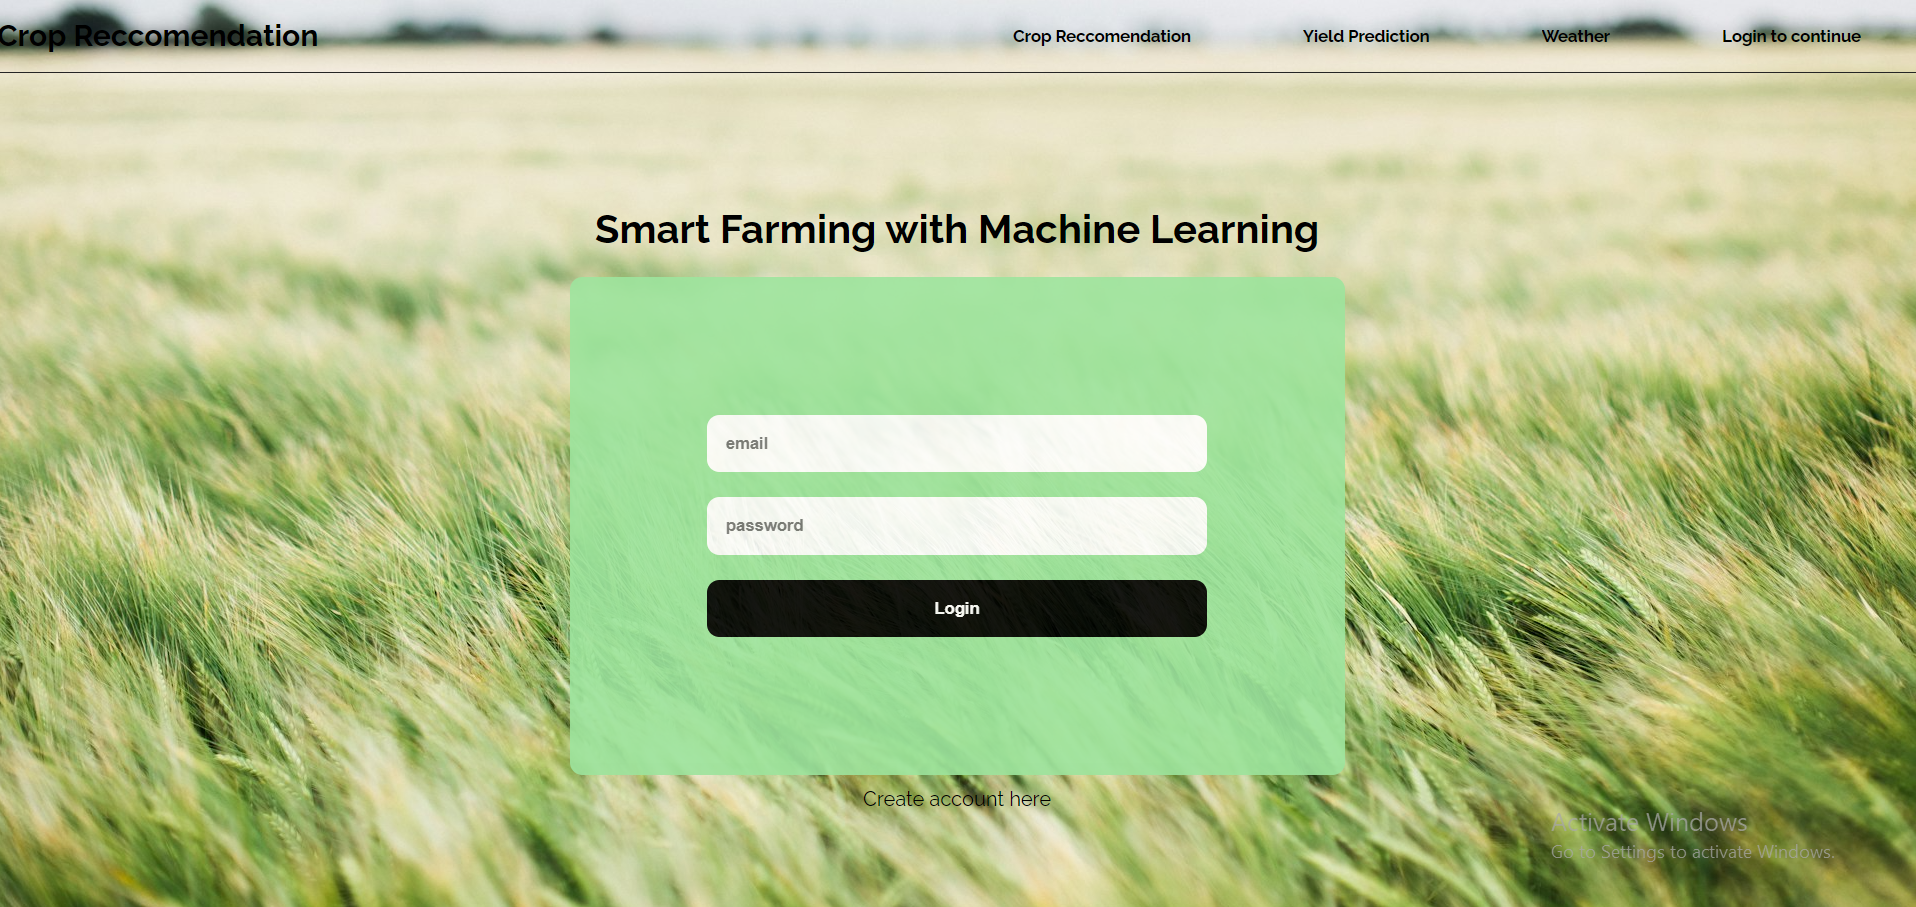 Crop Reccomendation
Crop Reccomendation Yield Prediction Weather Login to continue
Smart Farming with Machine Learning
email
password
Login
Create account here
Activate Windows
Go to Settings to activate Windows.